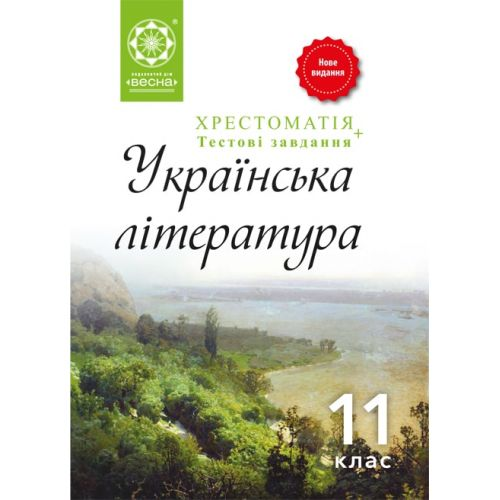 видавничий дім
«ВЕСНА»
Нове
видання
ХРЕСТОМАТІЯ
+
Тестові завдання
Українська
література
11
клас